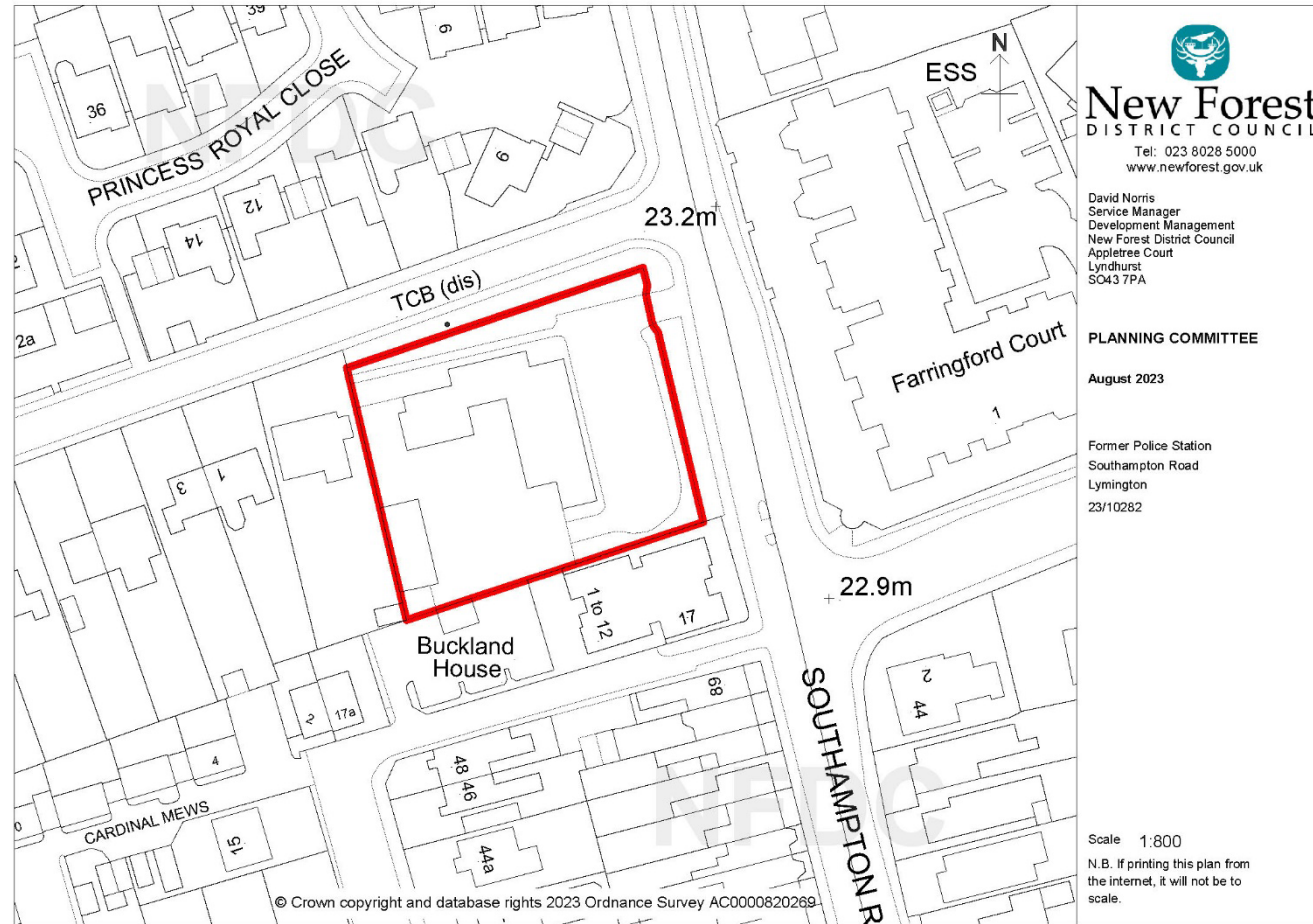 39
6
36
PRINCESS ROYAL CLOSE
NFDC
12
14
2a
6
TCB (dis)
23.2m
ESS
N
Farringford Court
1
3
1
1 to 12
17
22.9m
Buckland
House
68
2
17a
4
CARDINAL MEWS
15
48
46
44a
2
44
NFDC
SOUTHAMPTON R
© Crown copyright and database rights 2023 Ordnance Survey AC0000820269
New Forest
DISTRICT COUNCIL
Tel: 023 8028 5000
www.newforest.gov.uk
David Norris
Service Manager
Development Management
New Forest District Council
Appletree Court
Lyndhurst
SO43 7PA
PLANNING COMMITTEE
August 2023
Former Police Station
Southampton Road
Lymington
23/10282
Scale 1:800
N.B. If printing this plan from
the internet, it will not be to
scale.